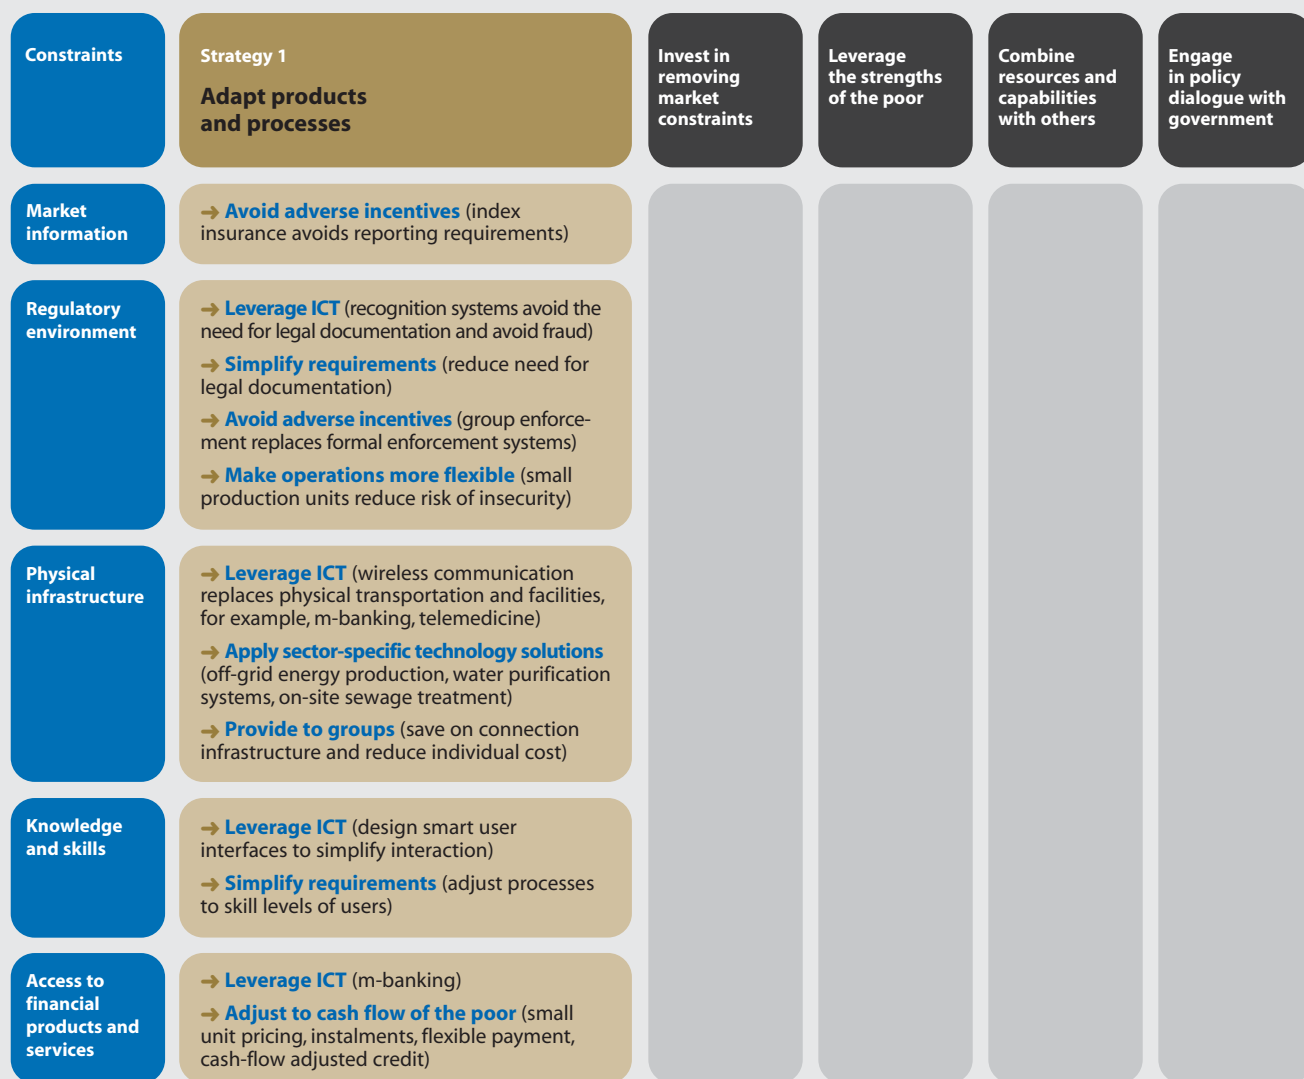 Constraints
Strategy 1
Adapt products
and processes
Invest in
removing
market
constraints
Leverage
the strengths
of the poor
Combine
resources and
capabilities
with others
Engage
in policy
dialogue with
government
Market
information
➜ Avoid adverse incentives (index
insurance avoids reporting requirements)
Regulatory
environment
➜ Leverage ICT (recognition systems avoid the
need for legal documentation and avoid fraud)
➜ Simplify requirements (reduce need for
legal documentation)
➜ Avoid adverse incentives (group enforce-
ment replaces formal enforcement systems)
➜ Make operations more flexible (small
production units reduce risk of insecurity)
Physical
infrastructure
➜ Leverage ICT (wireless communication
replaces physical transportation and facilities,
for example, m-banking, telemedicine)
➜ Apply sector-specific technology solutions
(off-grid energy production, water purification
systems, on-site sewage treatment)
➜ Provide to groups (save on connection
infrastructure and reduce individual cost)
Knowledge
and skills
➜ Leverage ICT (design smart user
interfaces to simplify interaction)
➜ Simplify requirements (adjust processes
to skill levels of users)
Access to
financial
products and
services
➜ Leverage ICT (m-banking)
➜ Adjust to cash flow of the poor (small
unit pricing, instalments, flexible payment,
cash-flow adjusted credit)